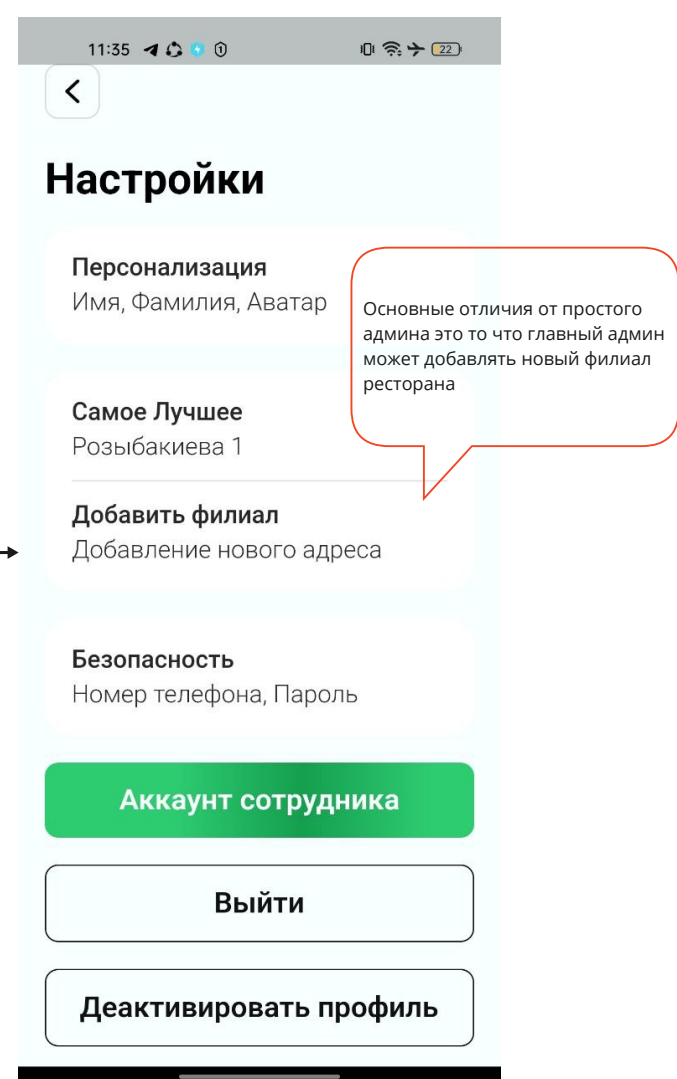 11:35
22
Настройки
Персонализация
Имя, Фамилия, Аватар
Основные отличия от простого
админа это то что главный админ
может добавлять новый филиал
ресторана
Самое Лучшее
Розыбакиева 1
Добавить филиал
Добавление нового адреса
Безопасность
Номер телефона, Пароль
Аккаунт сотрудника
Выйти
Деактивировать профиль